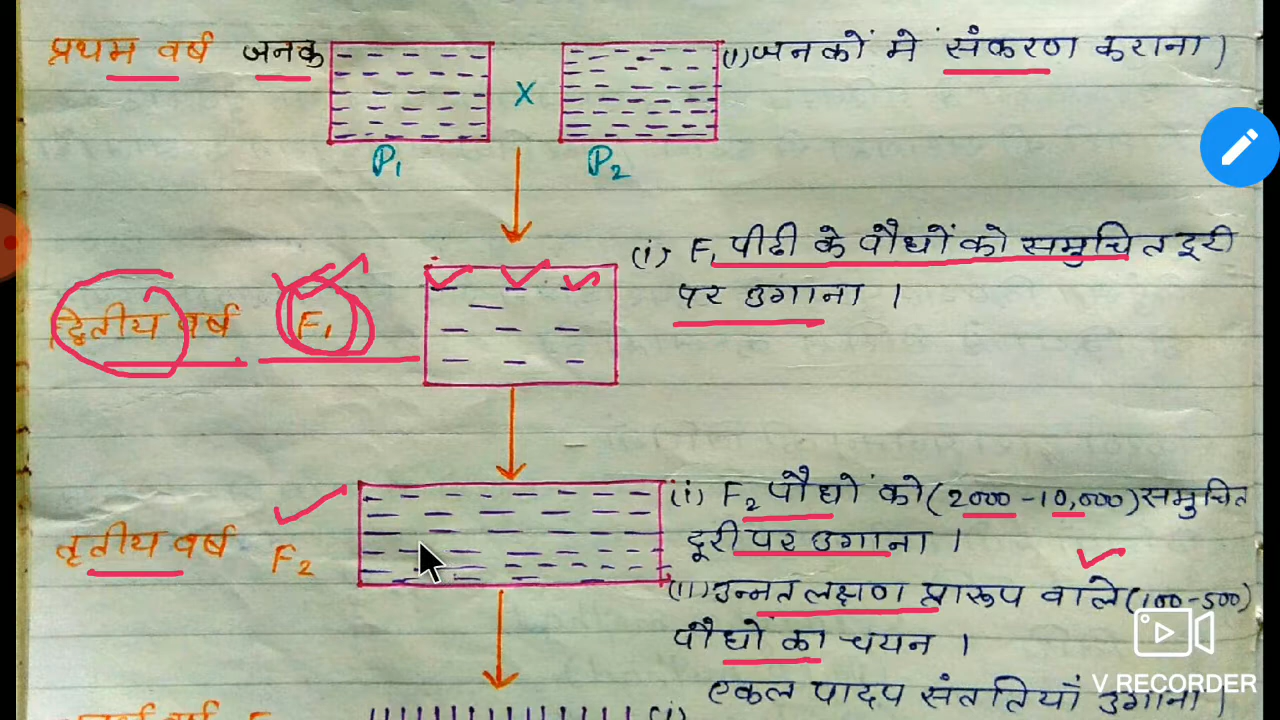 प्रथम वर्ष जनक (i) जनकों में संकरण कराना।
X
P₁ P₂
(i) F₁ पीढी के पौधों को समुचित दूरी
पर उगाना।
द्वितीय वर्ष F₁
(i) F₂ पौधों को (2000-10,000) समुचित
दूरी पर उगाना।
तृतीय वर्ष F₂
(ii) उन्नत लक्षण प्रारूप वाले (100-500)
पौधों का चयन।
एकल पादप संततियाँ उगाना।
V RECORDER
(i)